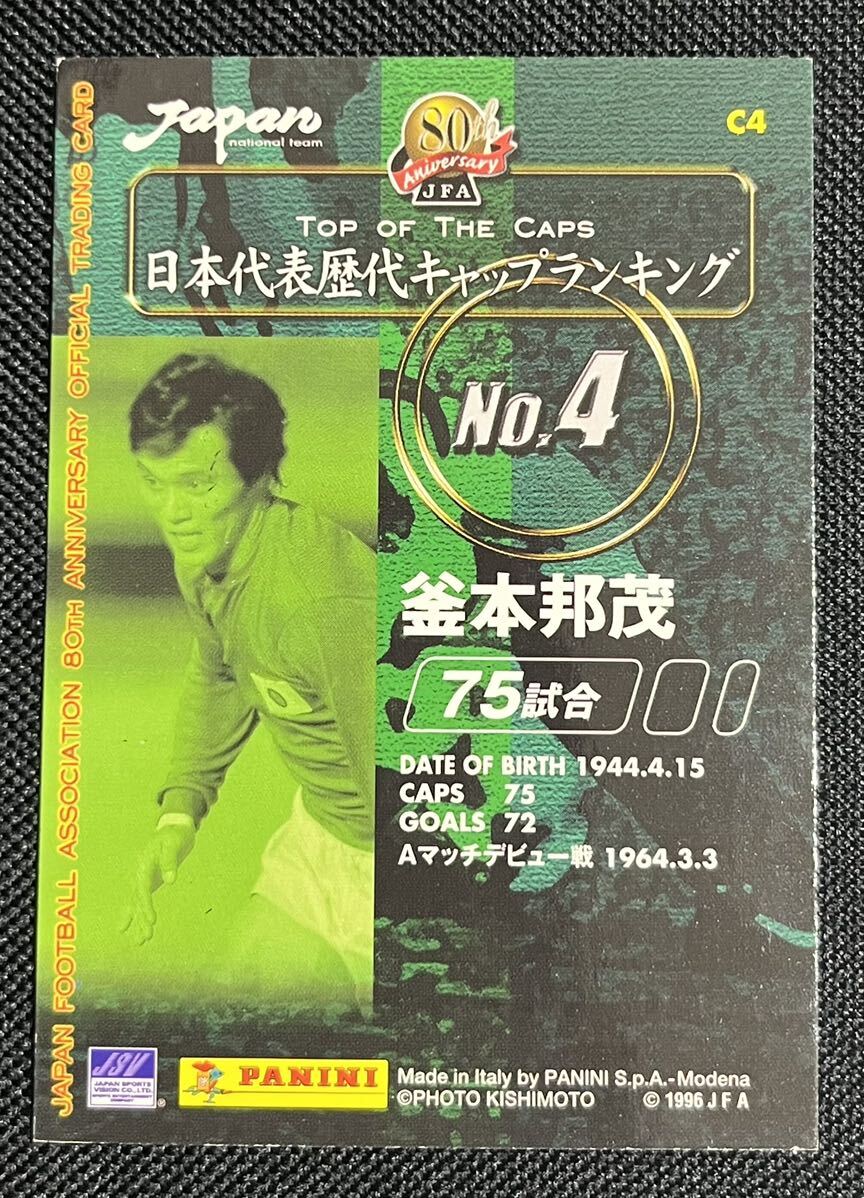 Japan
national team
80th
Aniversary
JFA
C4
TOP OF THE CAPS
日本代表歴代キャップランキング
No.4
釜本邦茂
75試合
DATE OF BIRTH 1944.4.15
CAPS 75
GOALS 72
Aマッチデビュー戦 1964.3.3
JAPAN FOOTBALL ASSOCIATION 80TH ANNIVERSARY OFFICIAL TRADING CARD
JSV
JAPAN SPORTS
VISION CO., LTD.
SPORTS ENTERTAINMENT
COMPANY
®
PANINI
Made in Italy by PANINI S.p.A.-Modena
©PHOTO KISHIMOTO © 1996 J F A